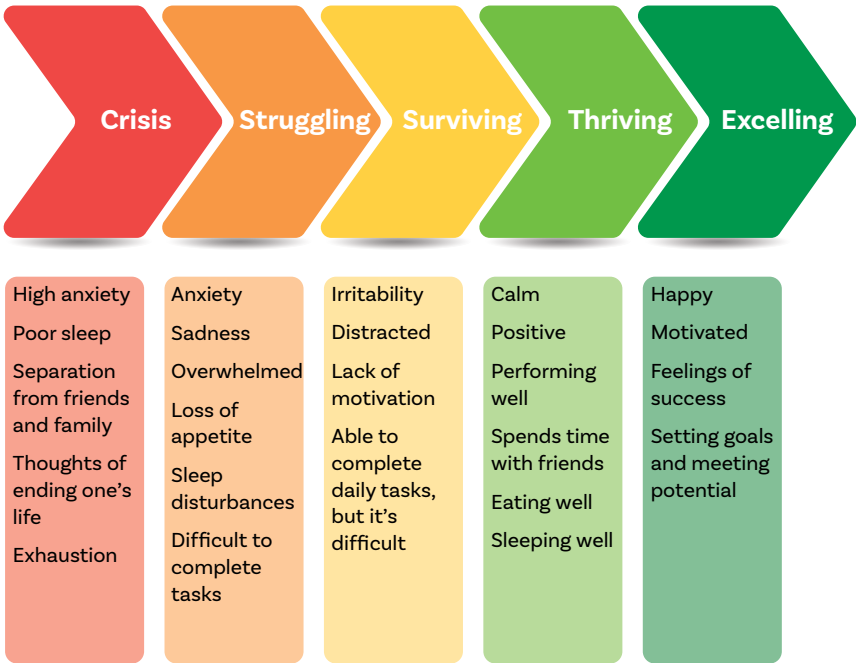 Crisis
Struggling
Surviving
Thriving
Excelling
High anxiety
Poor sleep
Separation
from friends
and family
Thoughts of
ending one’s
life
Exhaustion
Anxiety
Sadness
Overwhelmed
Loss of
appetite
Sleep
disturbances
Difficult to
complete
tasks
Irritability
Distracted
Lack of
motivation
Able to
complete
daily tasks,
but it’s
difficult
Calm
Positive
Performing
well
Spends time
with friends
Eating well
Sleeping well
Happy
Motivated
Feelings of
success
Setting goals
and meeting
potential